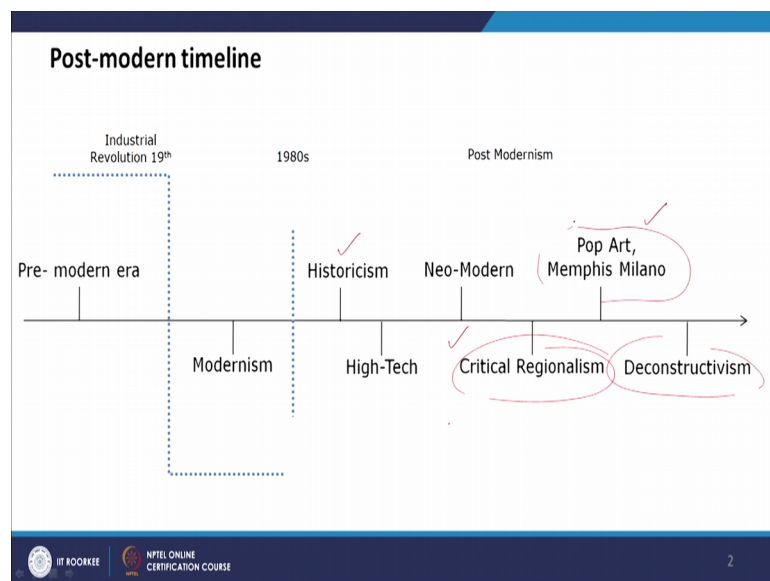 Post-modern timeline
Industrial
Revolution 19th
1980s
Post Modernism
Pre- modern era
Historicism
Neo-Modern
Pop Art,
Memphis Milano
Modernism
High-Tech
Critical Regionalism
Deconstructivism
IIT ROORKEE
NPTEL ONLINE
CERTIFICATION COURSE
2